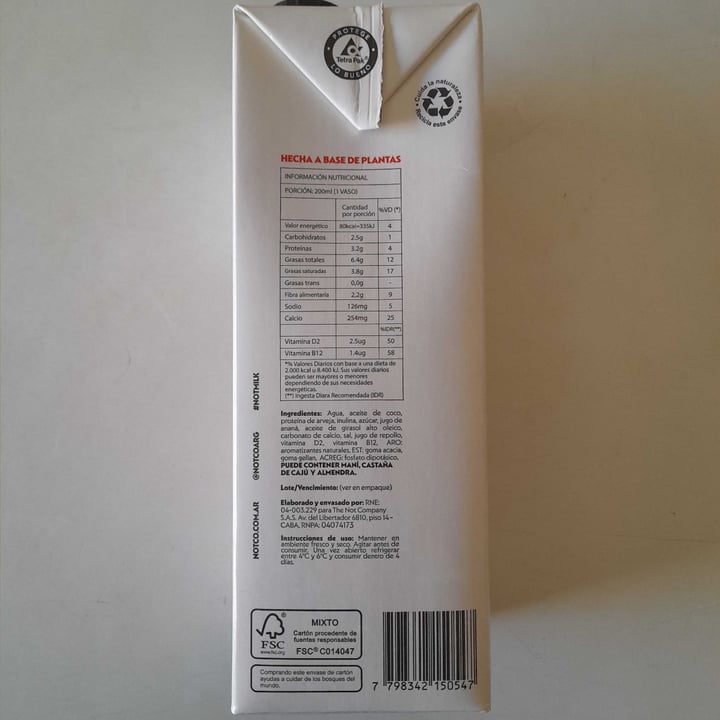 PROTEGE
Tetra Pak®
LO BUENO
Cuida la naturaleza
Recicla este envase
HECHA A BASE DE PLANTAS
INFORMACIÓN NUTRICIONAL
PORCIÓN: 200ml (1 VASO)
Cantidad por porción %VD (*)
Valor energético 80kcal=335kJ 4
Carbohidratos 2.5g 1
Proteínas 3.2g 4
Grasas totales 6.4g 12
Grasas saturadas 3.8g 17
Grasas trans 0,0g -
Fibra alimentaria 2,2g 9
Sodio 126mg 5
Calcio 254mg 25
%IDR(**)
Vitamina D2 2.5ug 50
Vitamina B12 1.4ug 58
*% Valores Diarios con base a una dieta de
2.000 kcal u 8.400 kJ. Sus valores diarios
pueden ser mayores o menores
dependiendo de sus necesidades
energéticas.
(**) Ingesta Diara Recomendada (IDR)
Ingredientes: Agua, aceite de coco,
proteína de arveja, inulina, azúcar, jugo de
ananá, aceite de girasol alto oleico,
carbonato de calcio, sal, jugo de repollo,
vitamina D2, vitamina B12, ARO:
aromatizantes naturales, EST: goma acacia,
goma gellan, ACREG: fosfato dipotásico.
PUEDE CONTENER MANÍ, CASTAÑA
DE CAJÚ Y ALMENDRA.
Lote/Vencimiento: (ver en empaque)
Elaborado y envasado por: RNE:
04-003.229 para The Not Company
S.A.S. Av. del Libertador 6810, piso 14-
CABA. RNPA: 04074173
Instrucciones de uso: Mantener en
ambiente fresco y seco. Agitar antes de
consumir. Una vez abierto refrigerar
entre 4°C y 6°C y consumir dentro de 4
días.
#NOTMILK
@NOTCOARG
NOTCO.COM.AR
FSC ®
www.fsc.org
MIXTO
Cartón procedente de
fuentes responsables
FSC® C014047
Comprando este envase de cartón
ayudas a cuidar de los bosques del
mundo.
7 798342 150547